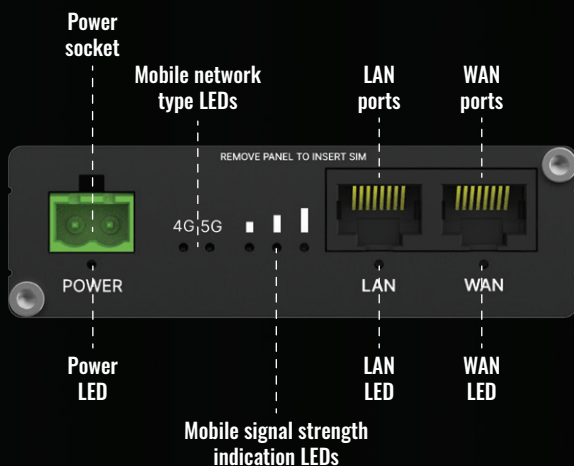 Power
socket
Mobile network
type LEDs
LAN
ports
WAN
ports
REMOVE PANEL TO INSERT SIM
4G 5G
POWER
LAN
WAN
Power
LED
LAN
LED
WAN
LED
Mobile signal strength
indication LEDs